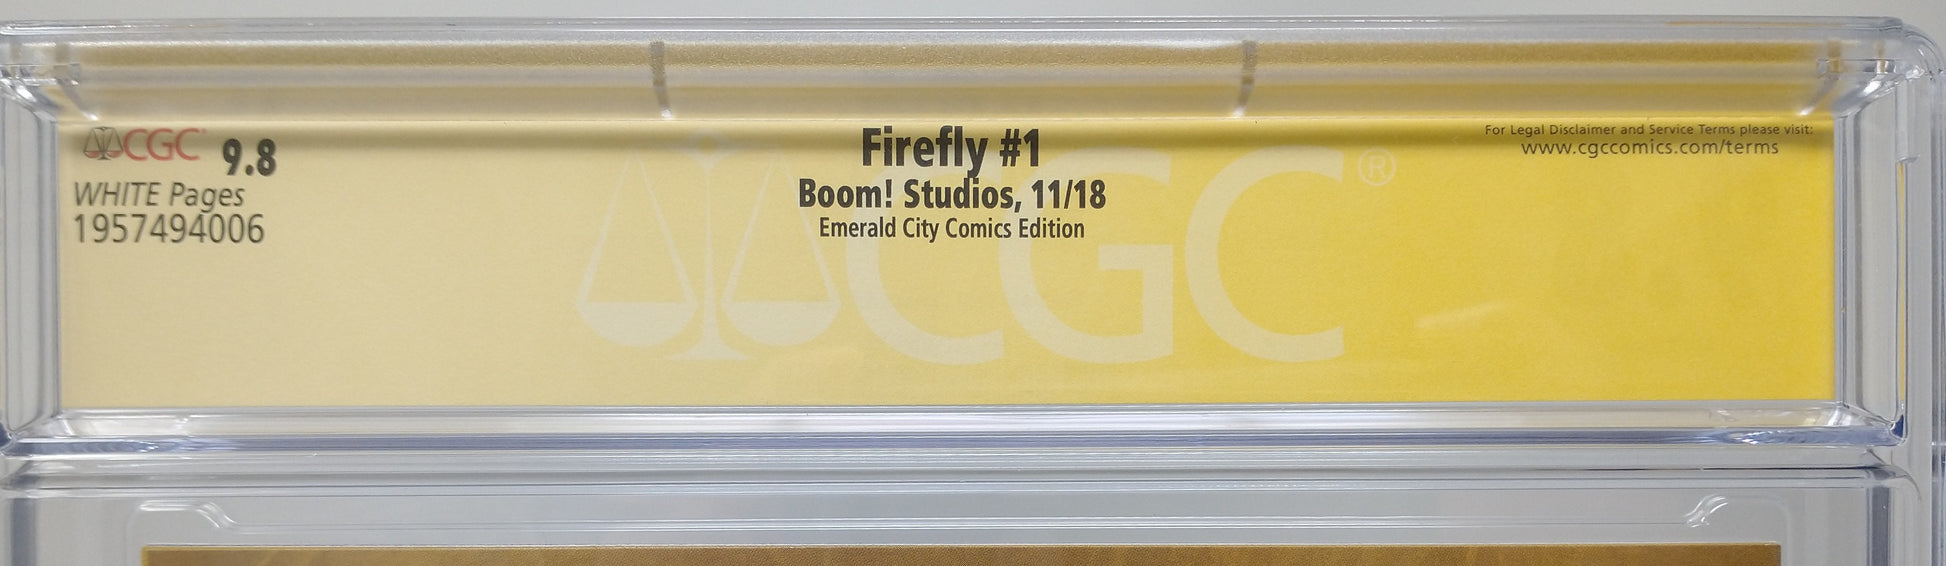 CGC 9.8
WHITE Pages
1957494006
Firefly #1
Boom! Studios, 11/18
Emerald City Comics Edition
For Legal Disclaimer and Service Terms please visit:
www.cgccomics.com/terms
CGC®